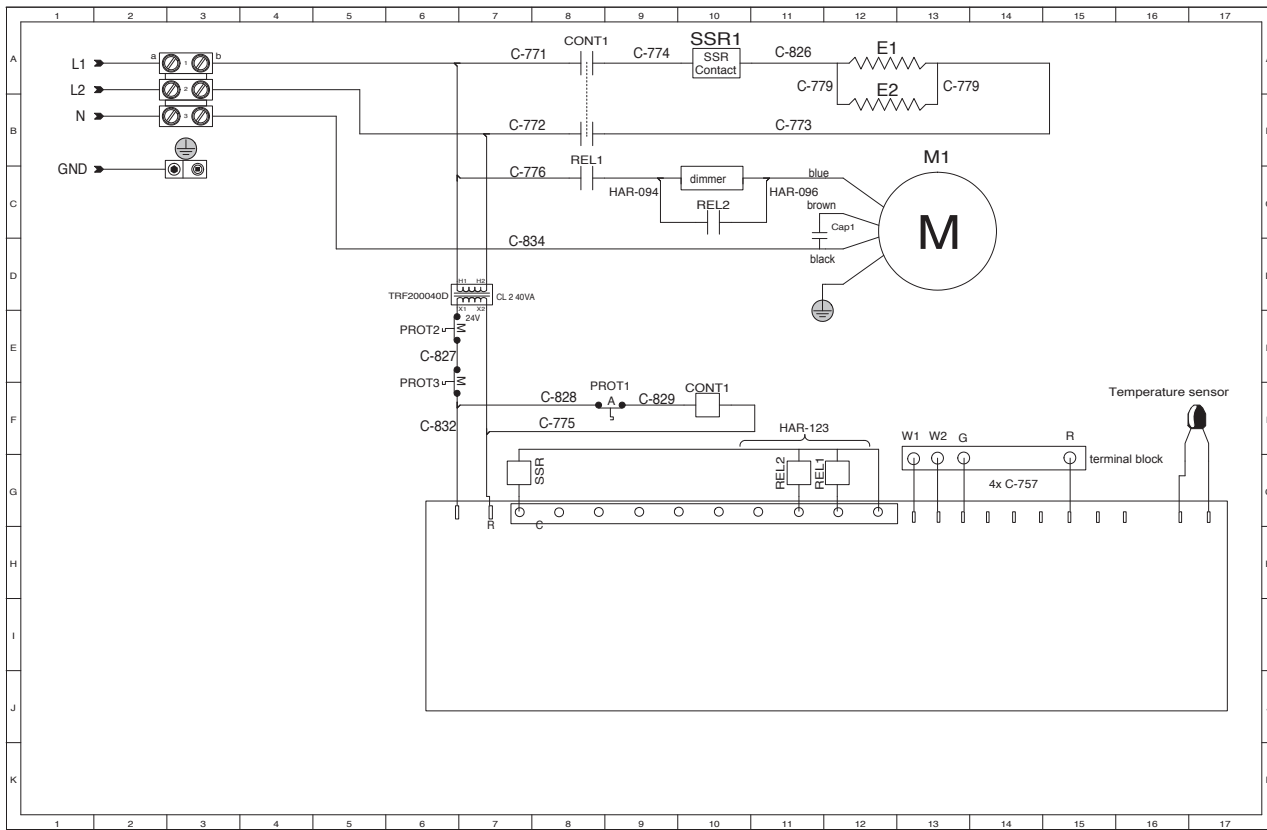 1 2 3 4 5 6 7 8 9 10 11 12 13 14 15 16 17
A
B
C
D
E
F
G
H
I
J
K
L1
L2
N
GND
a
b
1
2
3
C-771
CONT1
C-774
SSR1
SSR
Contact
C-826
E1
E2
C-779
C-779
C-772
C-773
C-776
REL1
HAR-094
dimmer
REL2
HAR-096
blue
brown
Cap1
black
M1
M
C-834
H1 H2
TRF200040D
CL 2 40VA
X1 X2
24V
PROT2
M
C-827
PROT3
M
C-832
C-828
PROT1
A
C-829
CONT1
C-775
HAR-123
SSR
REL2
REL1
W1 W2 G R
terminal block
4x C-757
Temperature sensor
R
C
A
1 2 3 4 5 6 7 8 9 10 11 12 13 14 15 16 17